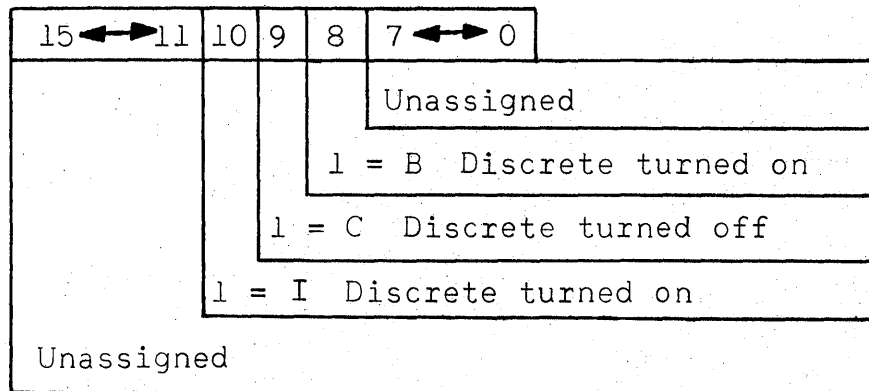 15 ◄─► 11 10 9 8 7 ◄─► 0
Unassigned
1 = B Discrete turned on
1 = C Discrete turned off
1 = I Discrete turned on
Unassigned